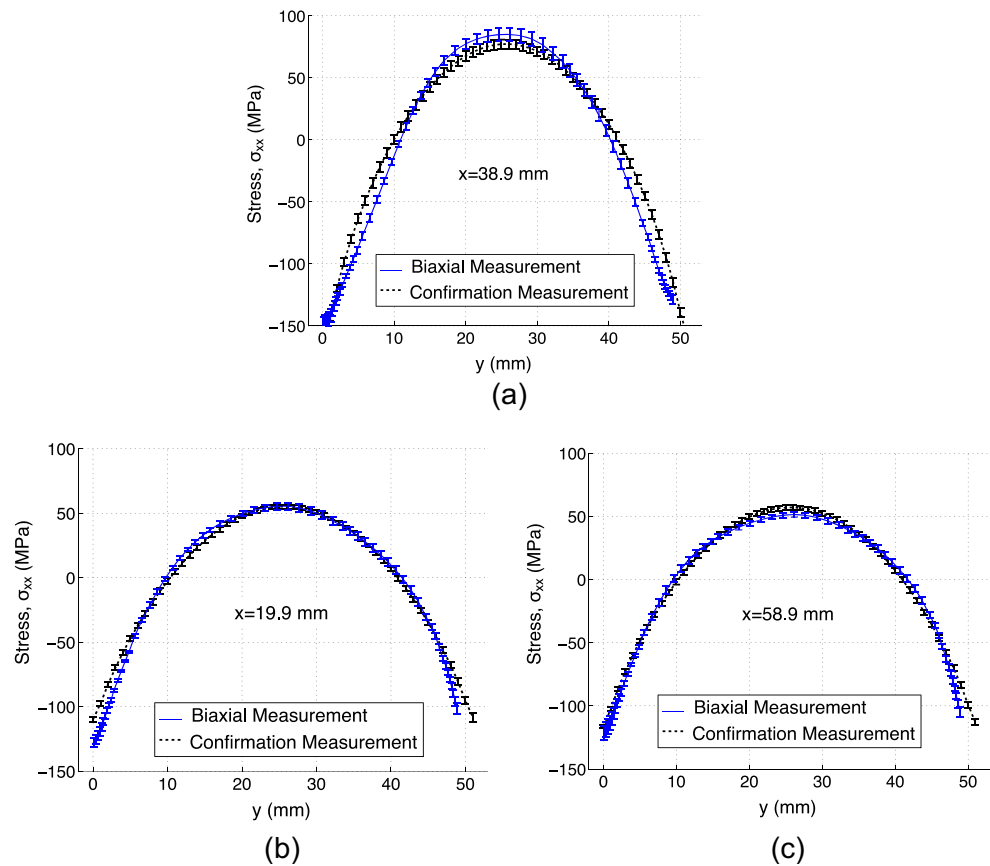 100
50
0
−50
−100
−150
Stress, σxx (MPa)
x=38.9 mm
Biaxial Measurement
Confirmation Measurement
0 10 20 30 40 50
y (mm)
(a)
100
50
0
−50
−100
−150
Stress, σxx (MPa)
x=19.9 mm
Biaxial Measurement
Confirmation Measurement
0 10 20 30 40 50
y (mm)
(b)
100
50
0
−50
−100
−150
Stress, σxx (MPa)
x=58.9 mm
Biaxial Measurement
Confirmation Measurement
0 10 20 30 40 50
y (mm)
(c)